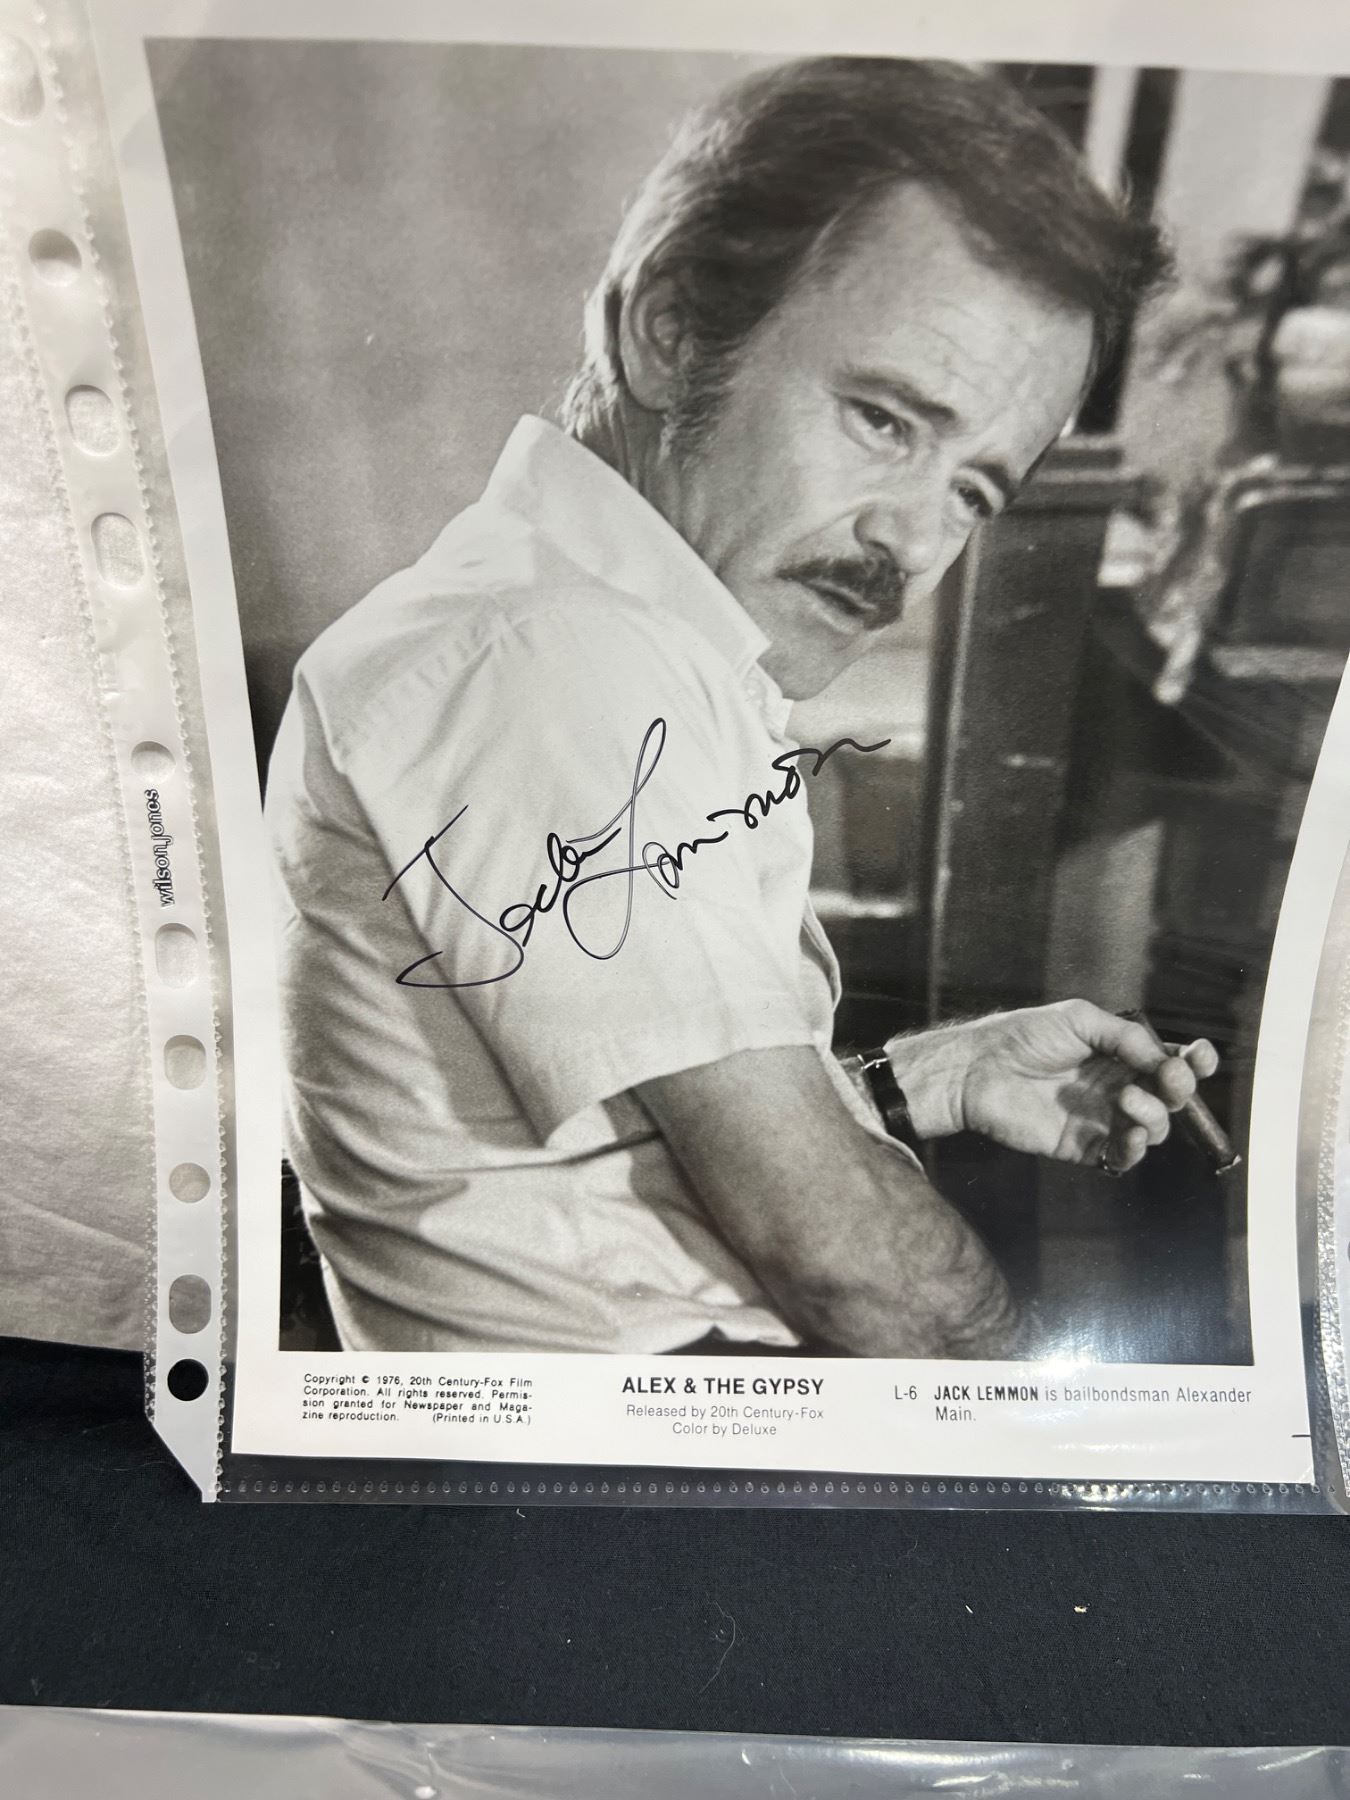 wilson jones
Jack Lemmon
Copyright © 1976, 20th Century-Fox Film
Corporation. All rights reserved. Permis-
sion granted for Newspaper and Maga-
zine reproduction. (Printed in U.S.A.)
ALEX & THE GYPSY
Released by 20th Century-Fox
Color by Deluxe
L-6 JACK LEMMON is bailbondsman Alexander
Main.